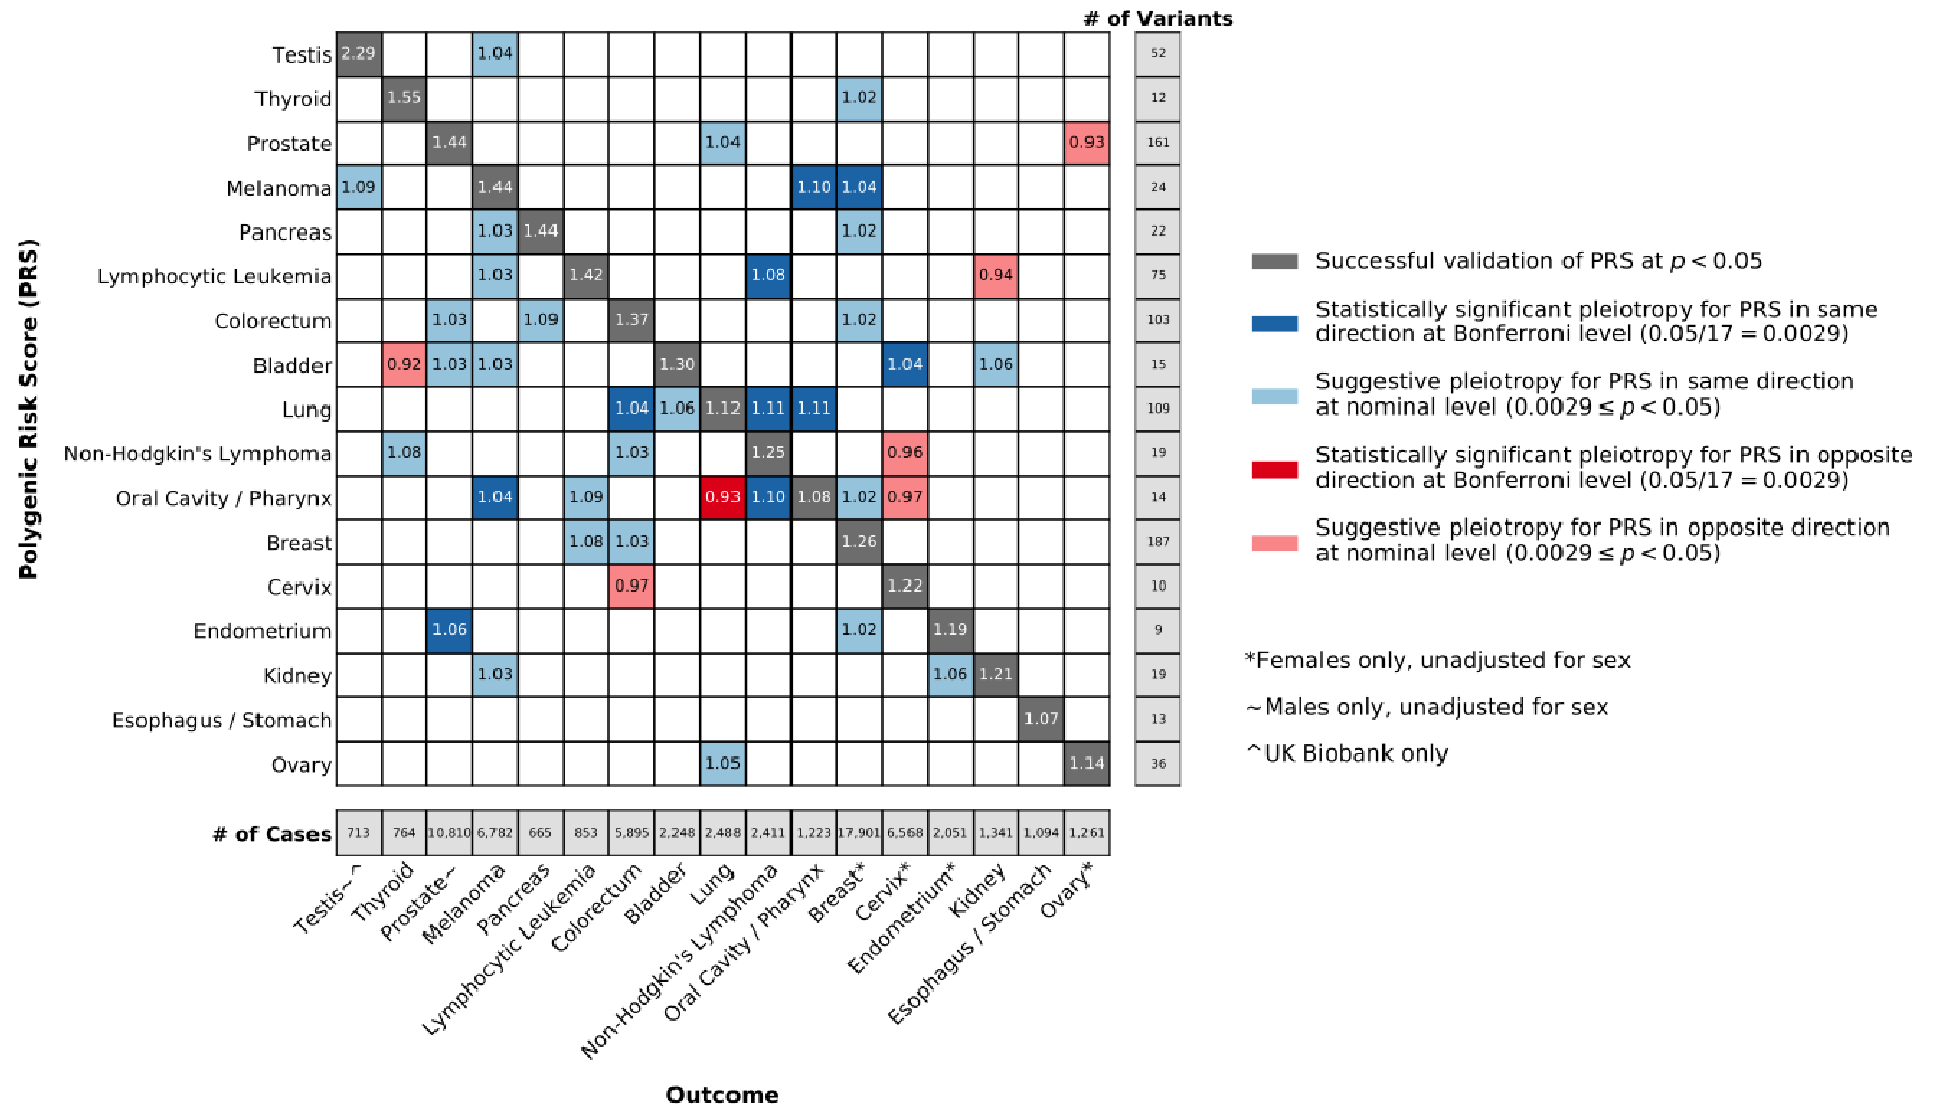 # of Variants
Testis 2.29 1.04 52
Thyroid 1.55 1.02 12
Prostate 1.44 1.04 0.93 161
Melanoma 1.09 1.44 1.10 1.04 24
Pancreas 1.03 1.44 1.02 22
Lymphocytic Leukemia 1.03 1.42 1.08 0.94 75
Colorectum 1.03 1.09 1.37 1.02 103
Bladder 0.92 1.03 1.03 1.30 1.04 1.06 15
Lung 1.04 1.06 1.12 1.11 1.11 109
Non-Hodgkin's Lymphoma 1.08 1.03 1.25 0.96 19
Oral Cavity / Pharynx 1.04 1.09 0.93 1.10 1.08 1.02 0.97 14
Breast 1.08 1.03 1.26 187
Cervix 0.97 1.22 10
Endometrium 1.06 1.02 1.19 9
Kidney 1.03 1.06 1.21 19
Esophagus / Stomach 1.07 13
Ovary 1.05 1.14 36
Polygenic Risk Score (PRS)
# of Cases 713 764 10,810 6,782 665 853 5,895 2,248 2,488 2,411 1,223 17,901 6,568 2,051 1,341 1,094 1,261
Testis~^
Thyroid
Prostate~
Melanoma
Pancreas
Lymphocytic Leukemia
Colorectum
Bladder
Lung
Non-Hodgkin's Lymphoma
Oral Cavity / Pharynx
Breast*
Cervix*
Endometrium*
Kidney
Esophagus / Stomach
Ovary*
Outcome
Successful validation of PRS at p < 0.05
Statistically significant pleiotropy for PRS in same
direction at Bonferroni level (0.05/17 = 0.0029)
Suggestive pleiotropy for PRS in same direction
at nominal level (0.0029 ≤ p < 0.05)
Statistically significant pleiotropy for PRS in opposite
direction at Bonferroni level (0.05/17 = 0.0029)
Suggestive pleiotropy for PRS in opposite direction
at nominal level (0.0029 ≤ p < 0.05)
*Females only, unadjusted for sex
~Males only, unadjusted for sex
^UK Biobank only